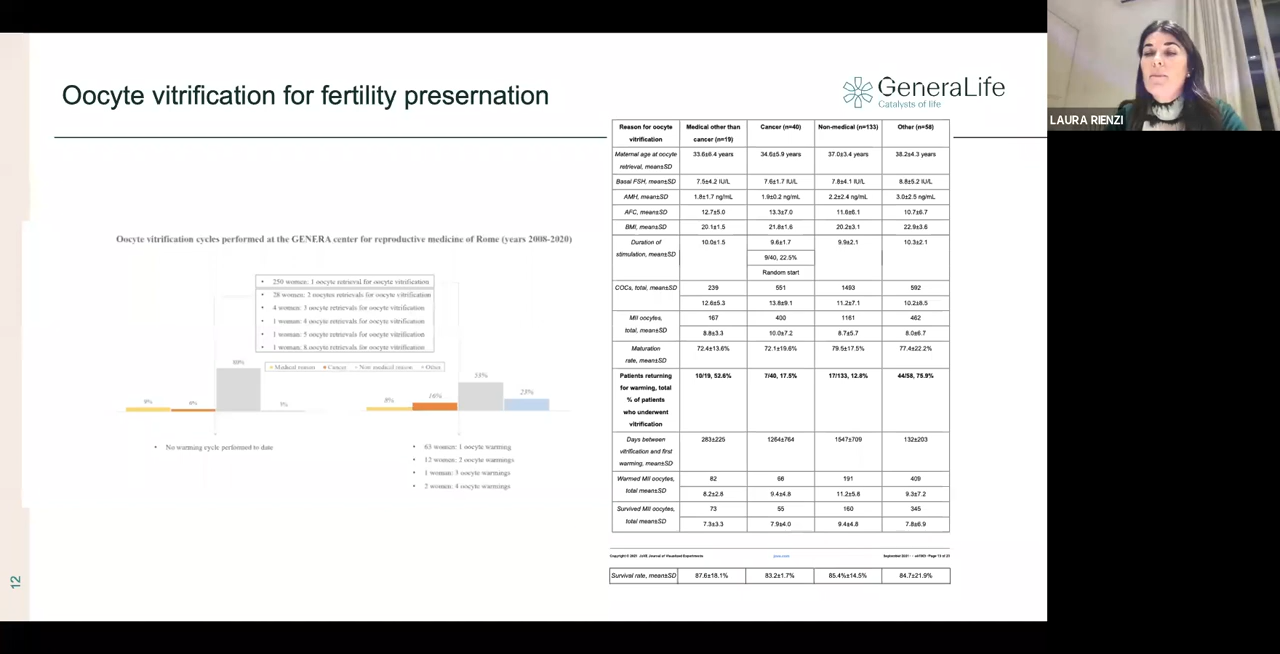 Oocyte vitrification for fertility presernation
GeneraLife
Catalysts of life
LAURA RIENZI
Oocyte vitrification cycles performed at the GENERA center for reproductive medicine of Rome (years 2008-2020)
• 250 women: 1 oocyte retrieval for oocyte vitrification
• 28 women: 2 oocytes retrievals for oocyte vitrification
• 4 women: 3 oocyte retrievals for oocyte vitrification
• 1 women: 4 oocyte retrievals for oocyte vitrification
• 1 women: 5 oocyte retrievals for oocyte vitrification
• 1 women: 8 oocyte retrievals for oocyte vitrification
Medical reason Cancer Non medical reason Other
33%
8% 16% 23%
• No warming cycle performed to date
• 63 women: 1 oocyte warming
• 12 women: 2 oocyte warmings
• 1 women: 3 oocyte warmings
• 2 women: 4 oocyte warmings
Reason for oocyte vitrification Medical other than cancer (n=19) Cancer (n=40) Non-medical (n=133) Other (n=58)
Maternal age at oocyte retrieval, mean±SD 33.6±6.4 years 34.6±5.9 years 37.0±3.4 years 38.2±4.3 years
Basal FSH, mean±SD 7.5±4.2 IU/L 7.6±1.7 IU/L 7.8±4.1 IU/L 8.8±5.2 IU/L
AMH, mean±SD 1.8±1.7 ng/mL 1.9±0.2 ng/mL 2.2±2.4 ng/mL 3.0±2.5 ng/mL
AFC, mean±SD 12.7±5.0 13.3±7.0 11.6±6.1 10.7±6.7
BMI, mean±SD 20.1±1.5 21.8±1.6 20.2±3.1 22.9±3.6
Duration of stimulation, mean±SD 10.0±1.5 9.6±1.7 9.9±2.1 10.3±2.1
9/40, 22.5%
Random start
COCs, total, mean±SD 239 551 1493 592
12.6±5.3 13.8±9.1 11.2±7.1 10.2±8.5
MII oocytes, total, mean±SD 167 400 1161 462
8.8±3.3 10.0±7.2 8.7±5.7 8.0±6.7
Maturation rate, mean±SD 72.4±13.6% 72.1±19.6% 79.5±17.5% 77.4±22.2%
Patients returning for warming, total % of patients who underwent vitrification 10/19, 52.6% 7/40, 17.5% 17/133, 12.8% 44/58, 75.9%
Days between vitrification and first warming, mean±SD 283±225 1264±764 1547±709 132±203
Warmed MII oocytes, total mean±SD 82 66 191 409
8.2±2.8 9.4±4.8 11.2±5.8 9.3±7.2
Survived MII oocytes, total mean±SD 73 55 160 345
7.3±3.3 7.9±4.0 9.4±4.8 7.8±6.9
Survival rate, mean±SD 87.6±18.1% 83.2±1.7% 85.4%±14.5% 84.7±21.9%
12